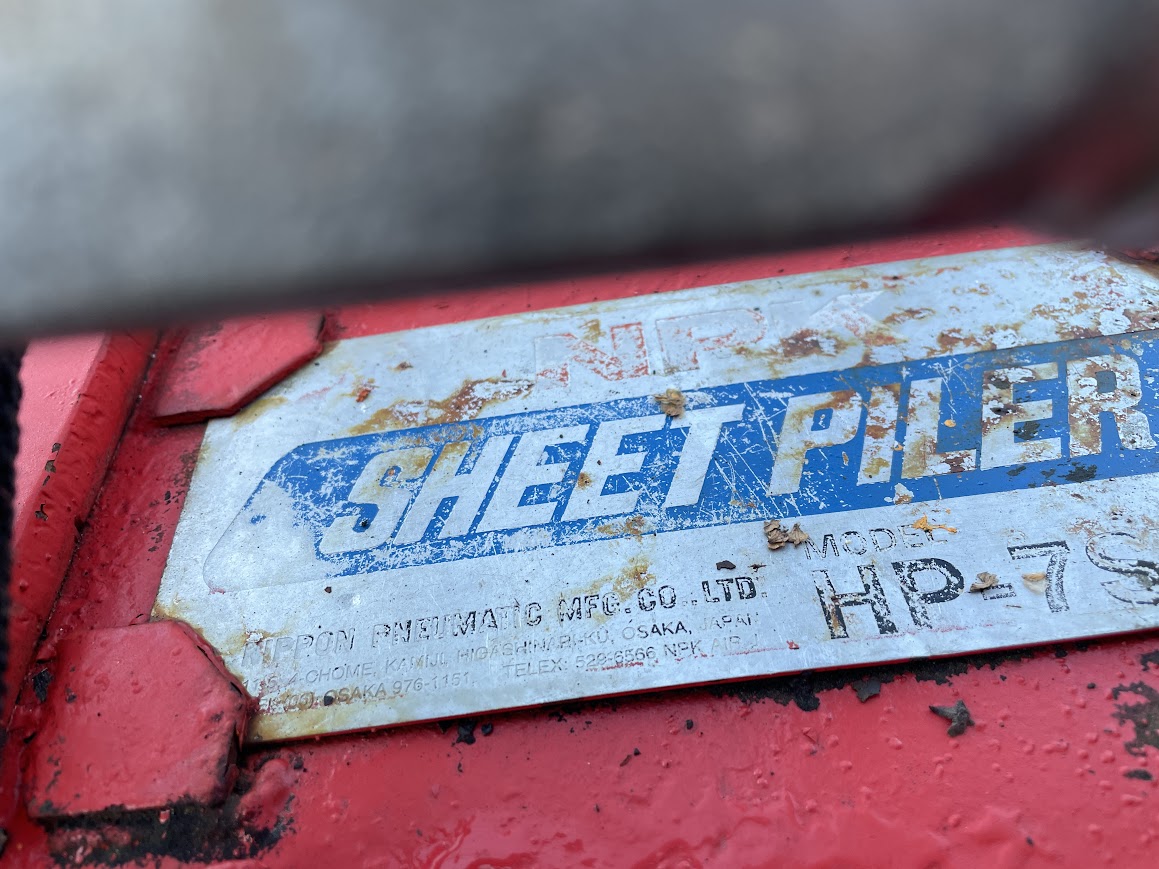 NPK
SHEET PILER
MODEL
HP-7S
NIPPON PNEUMATIC MFG. CO., LTD.
4-CHOME, KAMIJI, HIGASHINARI-KU, OSAKA, JAPAN
OSAKA 976-1151, TELEX: 529-6566 NPK AIR J